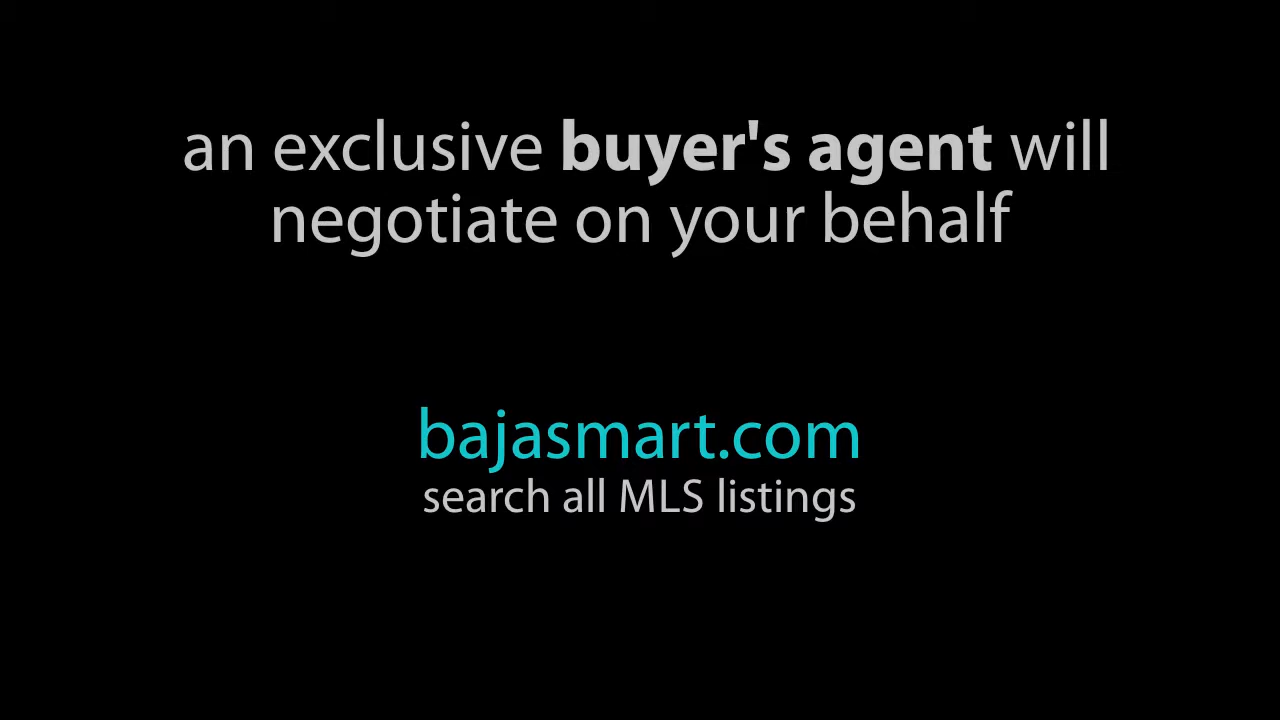 an exclusive buyer's agent will
negotiate on your behalf
bajasmart.com
search all MLS listings